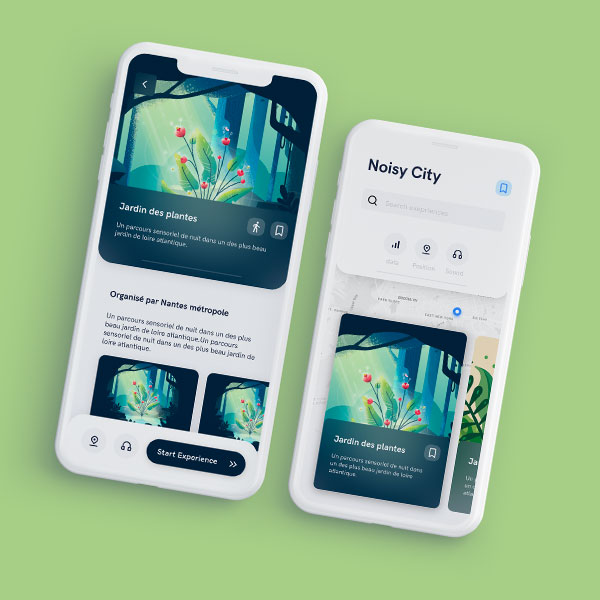 Jardin des plantes
Un parcours sensoriel de nuit dans un des plus beau
jardin de loire atlantique.
Organisé par Nantes métropole
Un parcours sensoriel de nuit dans un des plus
beau jardin de loire atlantique.Un parcours
sensoriel de nuit dans un des plus beau jardin de
loire atlantique.
Start Experience
Noisy City
Search experiencies
Position
Sound
Jardin des plantes
Un parcours sensoriel de nuit dans
un des plus beau jardin de loire
atlantique.
Ja